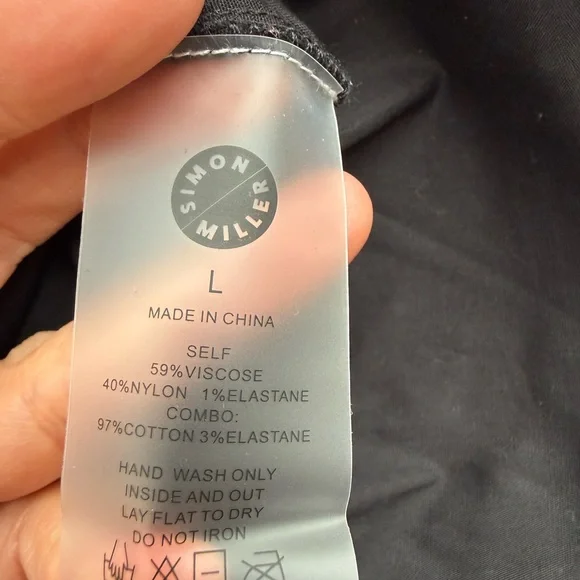 SIMON
MILLER
L
MADE IN CHINA
SELF
59%VISCOSE
40%NYLON 1%ELASTANE
COMBO:
97%COTTON 3%ELASTANE
HAND WASH ONLY
INSIDE AND OUT
LAY FLAT TO DRY
DO NOT IRON